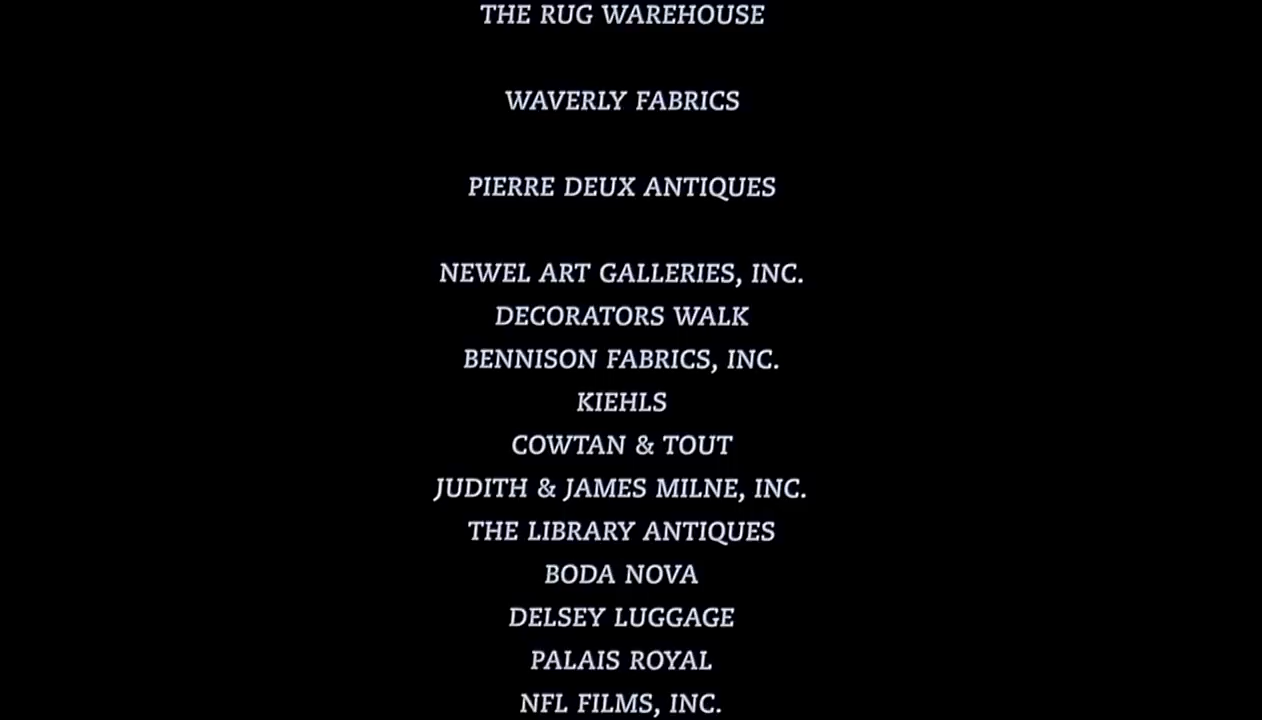 THE RUG WAREHOUSE
WAVERLY FABRICS
PIERRE DEUX ANTIQUES
NEWEL ART GALLERIES, INC.
DECORATORS WALK
BENNISON FABRICS, INC.
KIEHLS
COWTAN & TOUT
JUDITH & JAMES MILNE, INC.
THE LIBRARY ANTIQUES
BODA NOVA
DELSEY LUGGAGE
PALAIS ROYAL
NFL FILMS, INC.